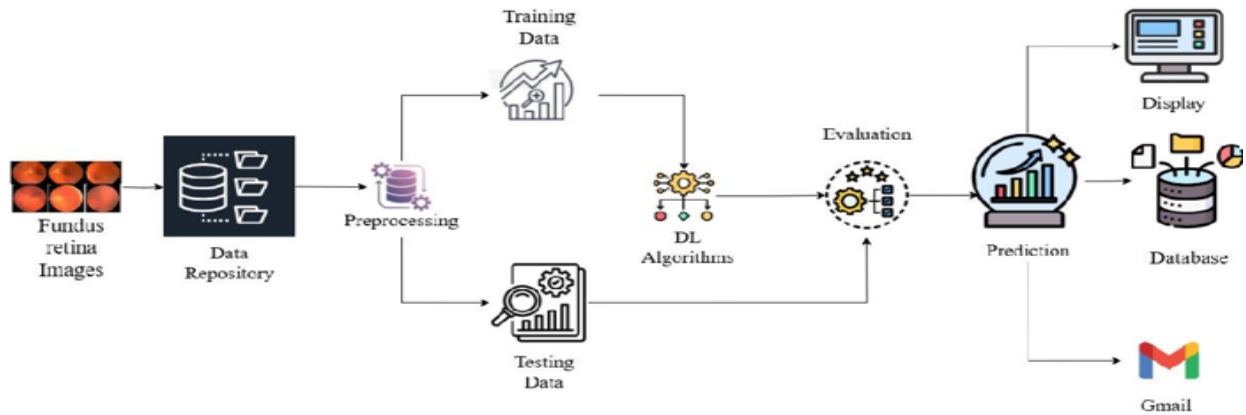 Training
Data
Fundus
retina
Images
Data
Repository
Preprocessing
Testing
Data
DL
Algorithms
Evaluation
Prediction
Display
Database
Gmail